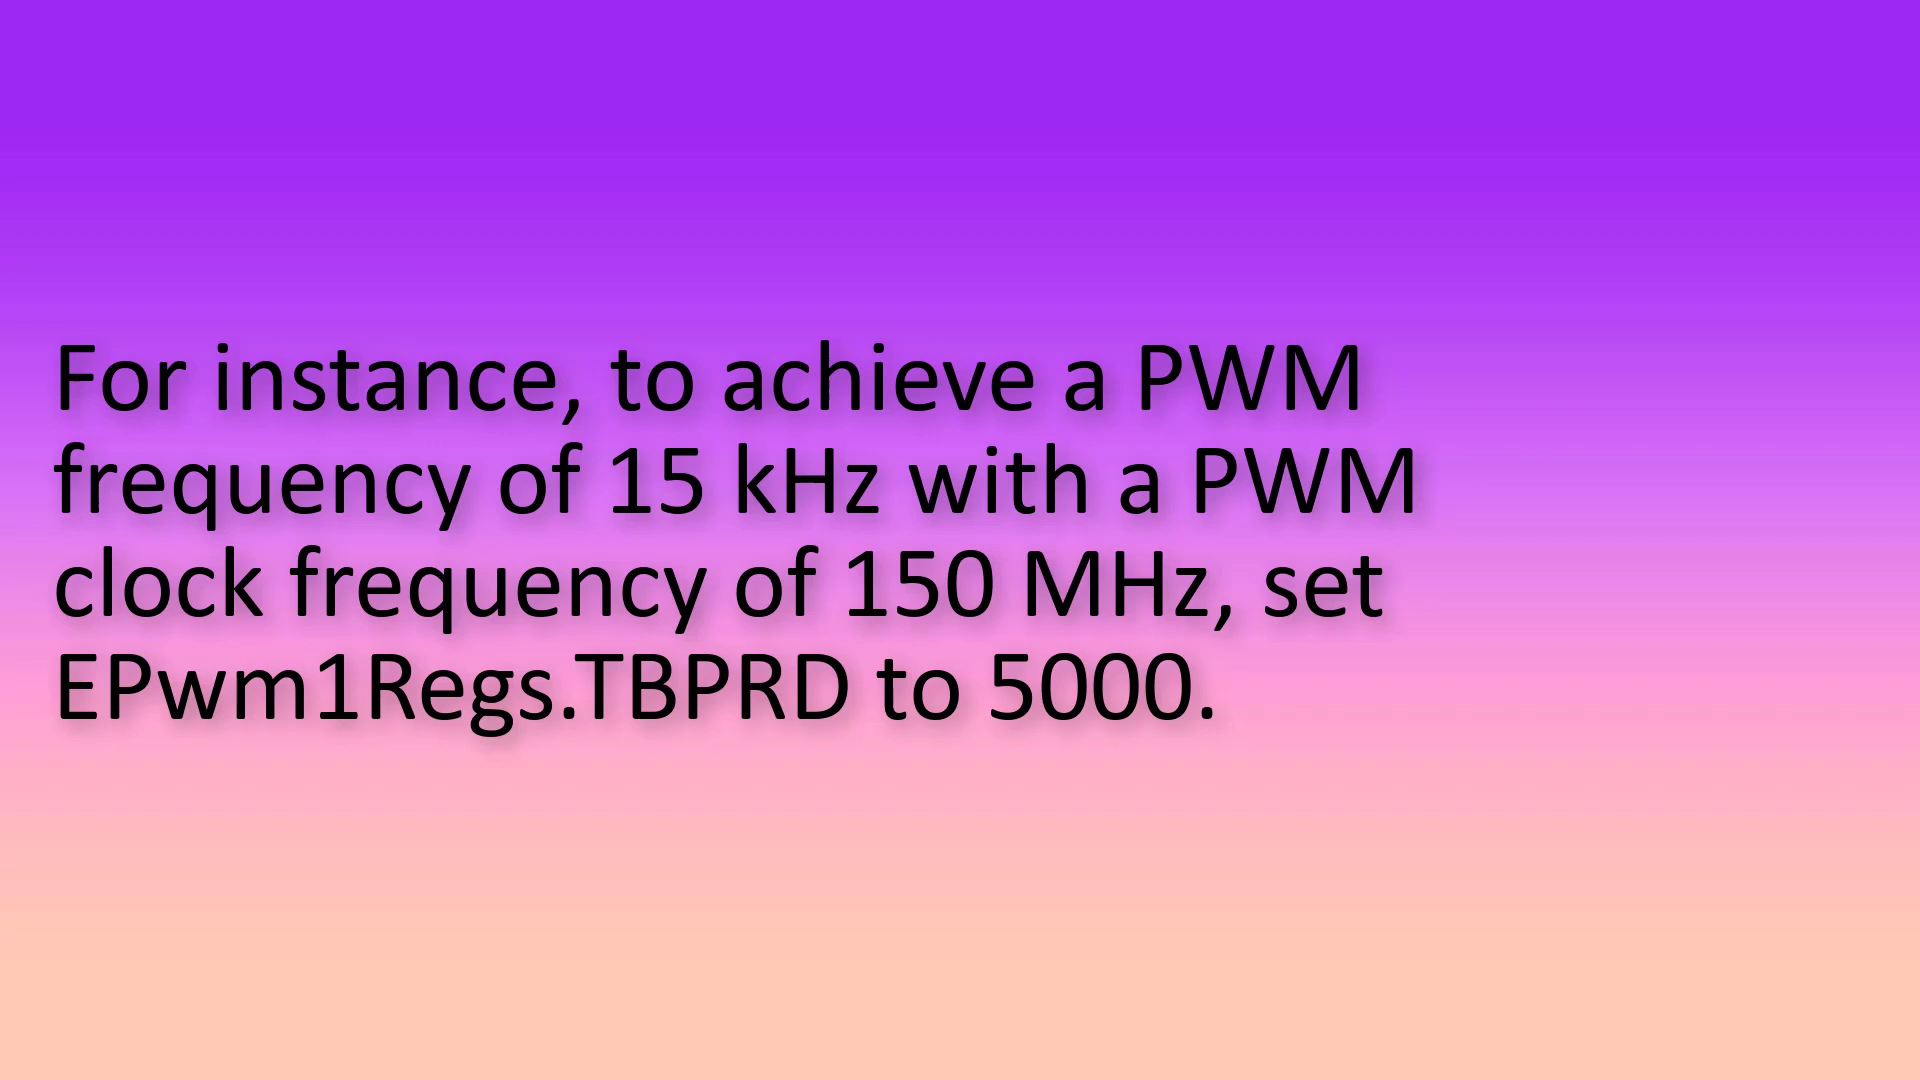 For instance, to achieve a PWM
frequency of 15 kHz with a PWM
clock frequency of 150 MHz, set
EPwm1Regs.TBPRD to 5000.